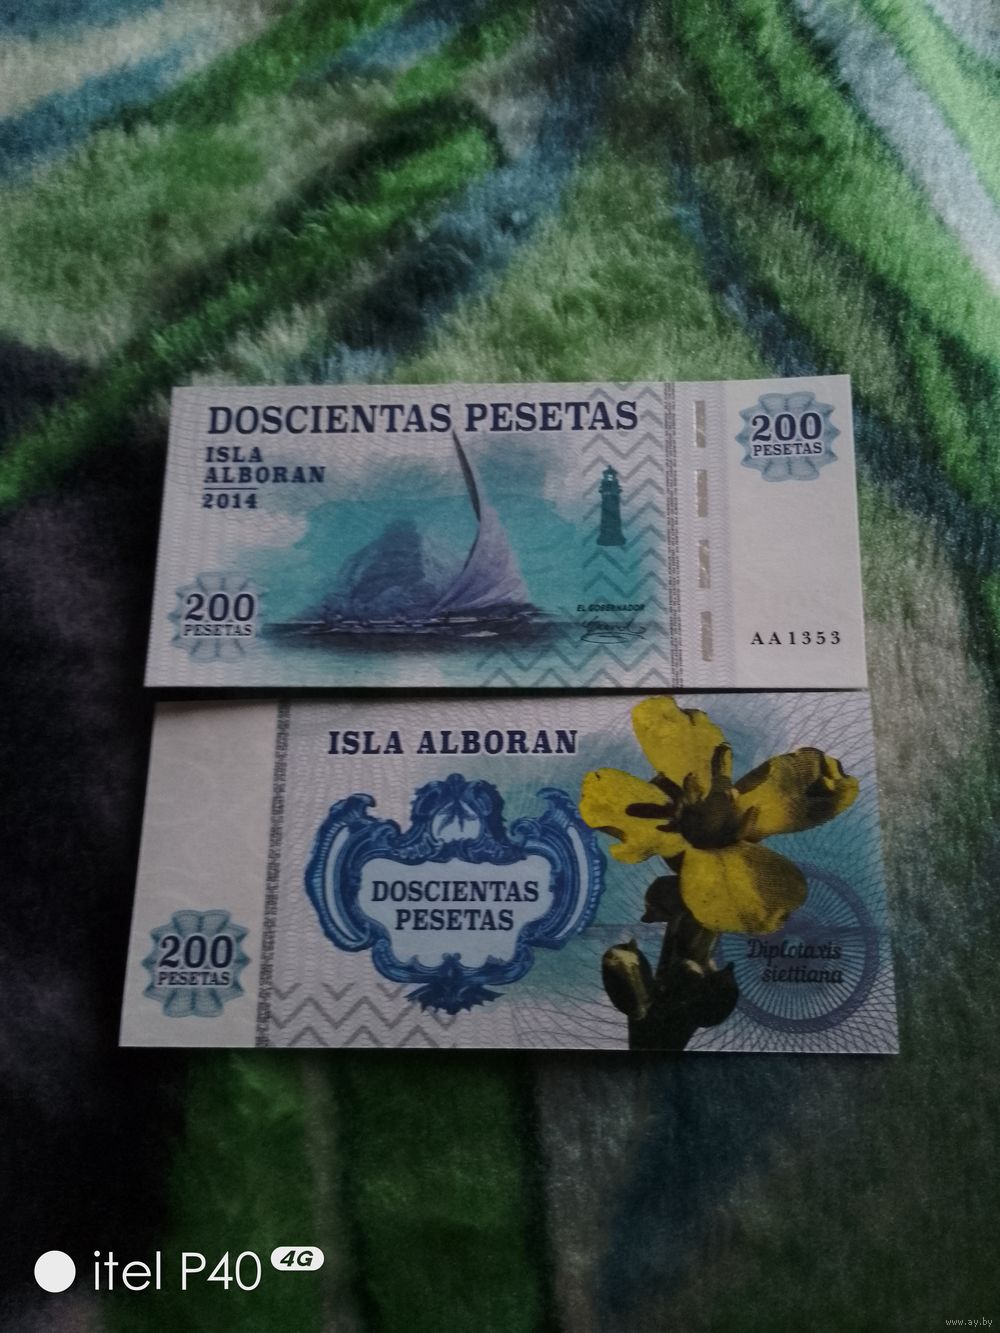 DOSCIENTAS PESETAS
ISLA
ALBORAN
2014
200
PESETAS
200
PESETAS
EL GOBERNADOR
AA1353
ISLA ALBORAN
DOSCIENTAS
PESETAS
200
PESETAS
Diplotaxis
siettiana
itel P40 4G
www.ay.by